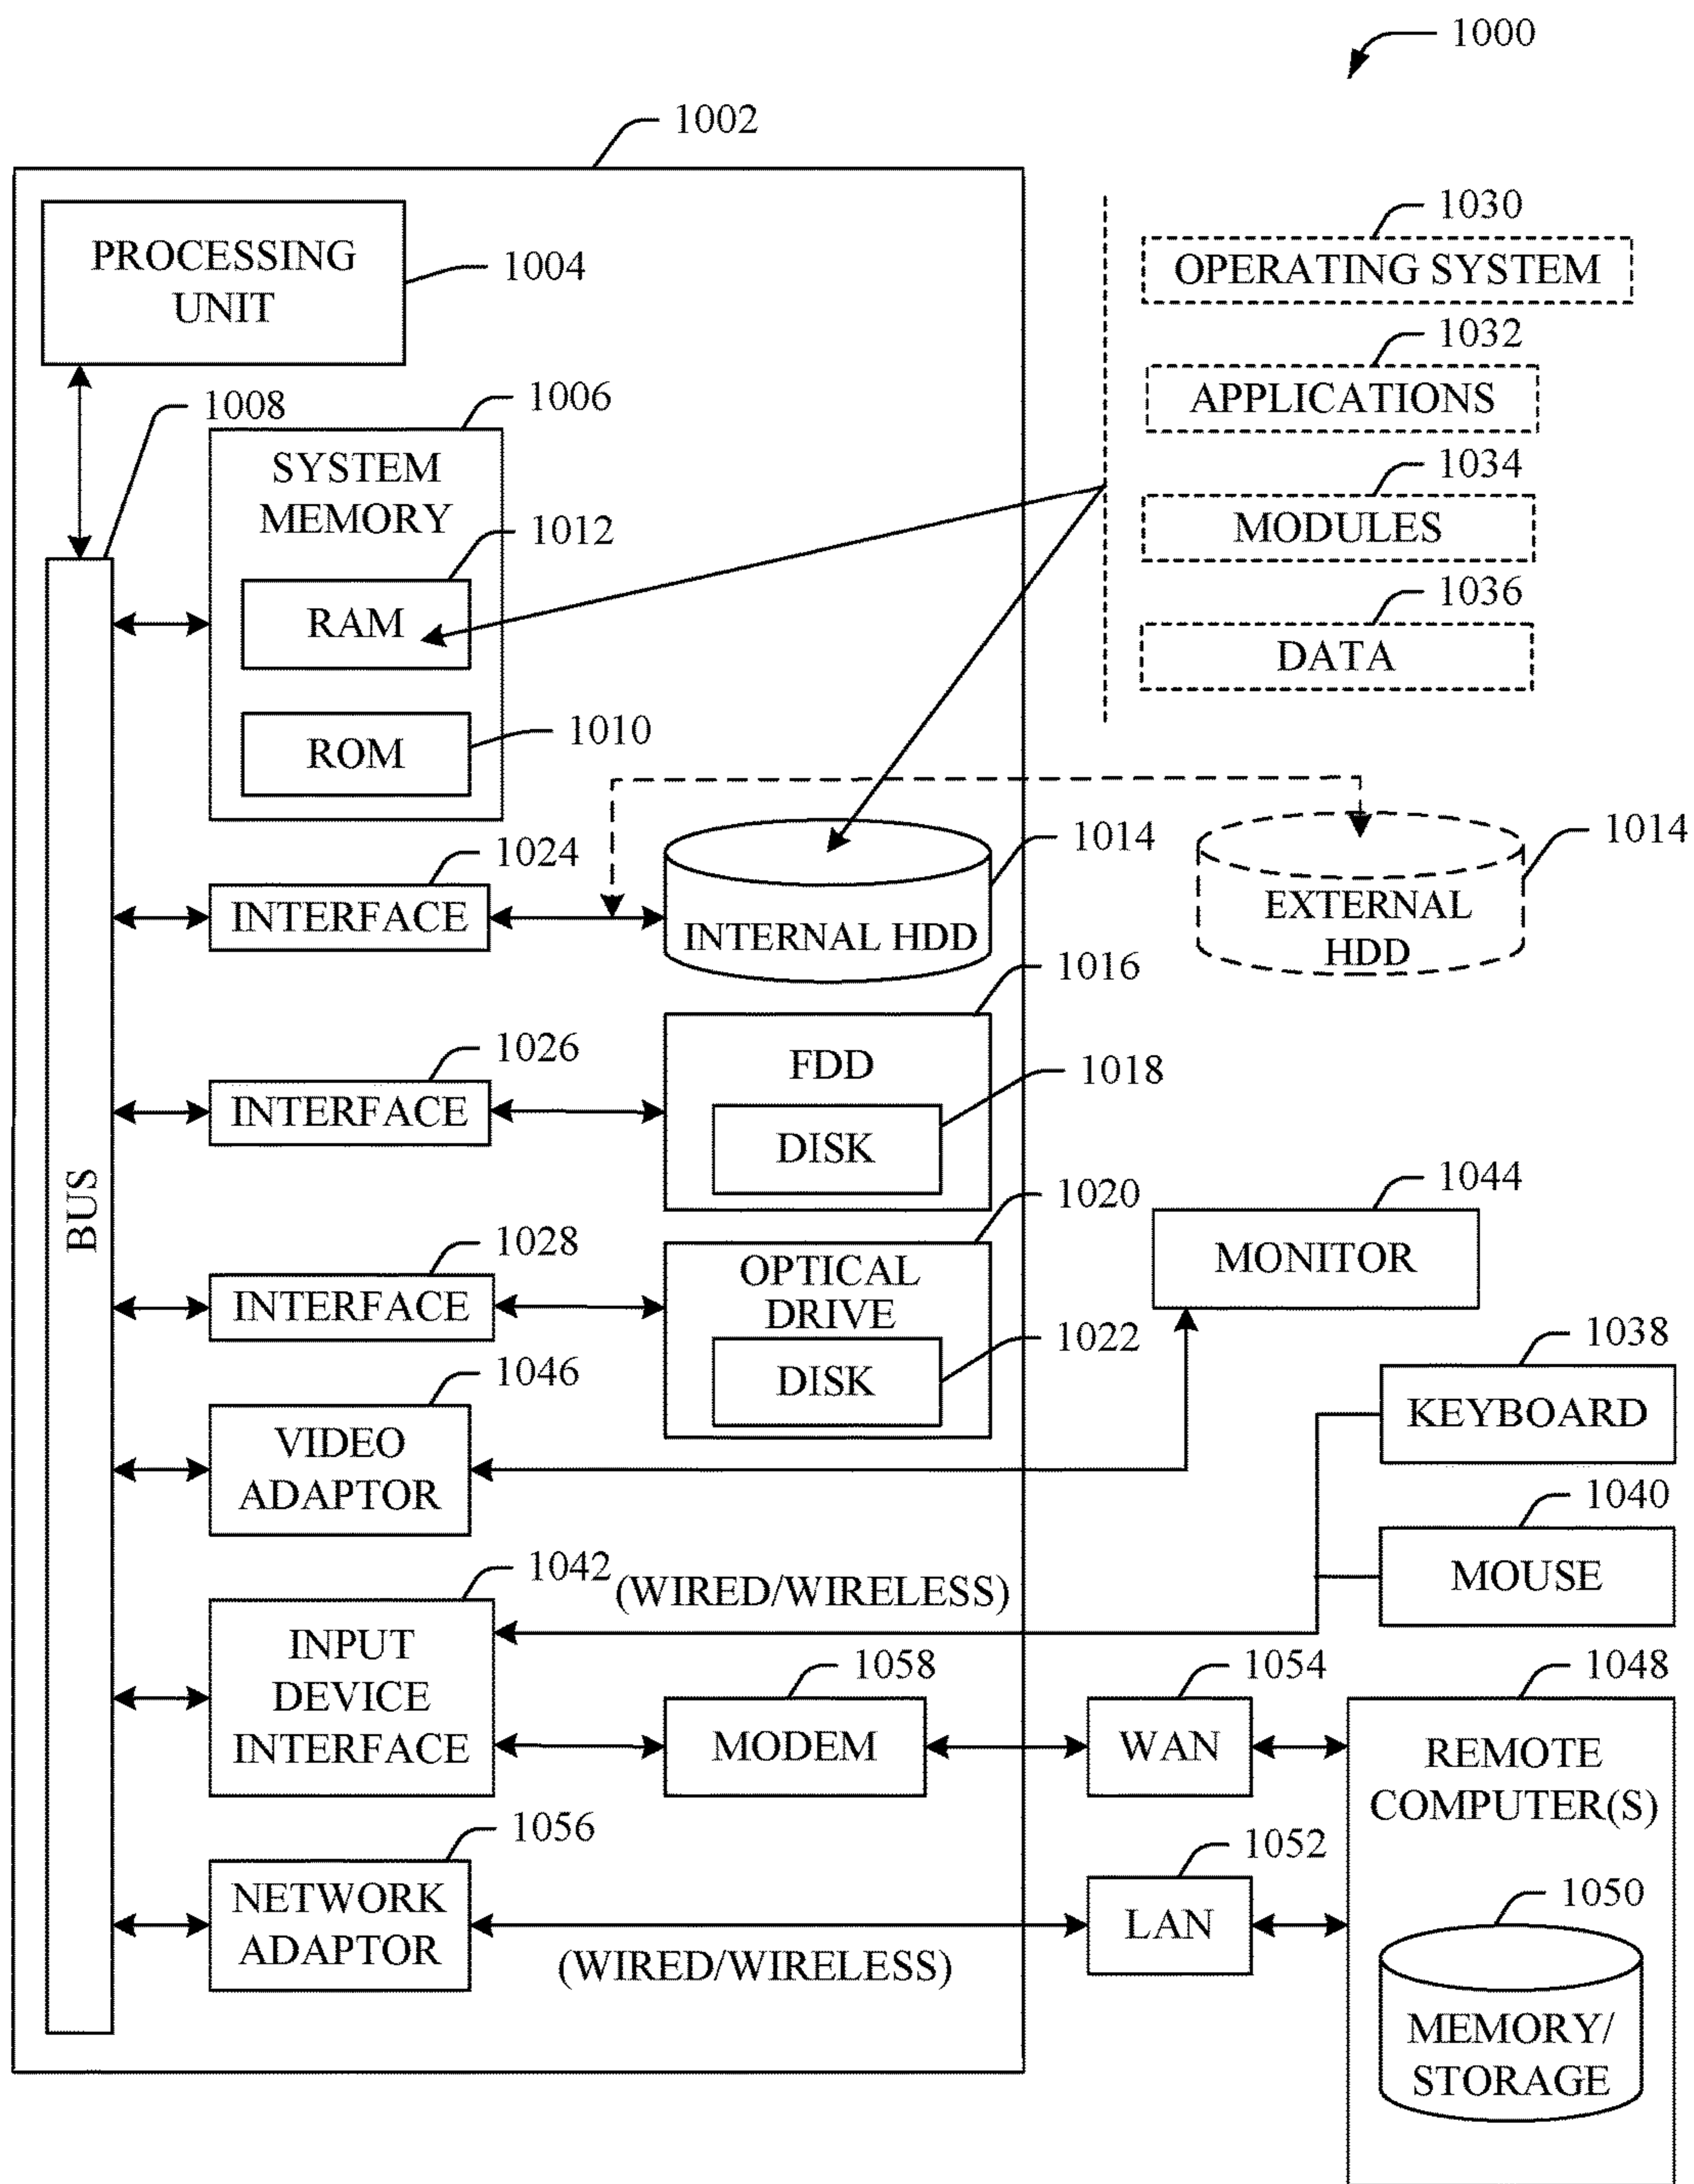 1000
1002
PROCESSING
UNIT
1004
1030
OPERATING SYSTEM
1032
APPLICATIONS
1034
MODULES
1036
DATA
1008
1006
SYSTEM
MEMORY
1012
RAM
1010
ROM
1024
INTERFACE
1014
INTERNAL HDD
1014
EXTERNAL
HDD
1026
INTERFACE
1016
FDD
1018
DISK
BUS
1028
INTERFACE
1020
OPTICAL
DRIVE
1022
DISK
1044
MONITOR
1046
VIDEO
ADAPTOR
1038
KEYBOARD
1040
MOUSE
1042
(WIRED/WIRELESS)
INPUT
DEVICE
INTERFACE
1058
MODEM
1054
WAN
1048
REMOTE
COMPUTER(S)
1056
NETWORK
ADAPTOR
(WIRED/WIRELESS)
1052
LAN
1050
MEMORY/
STORAGE